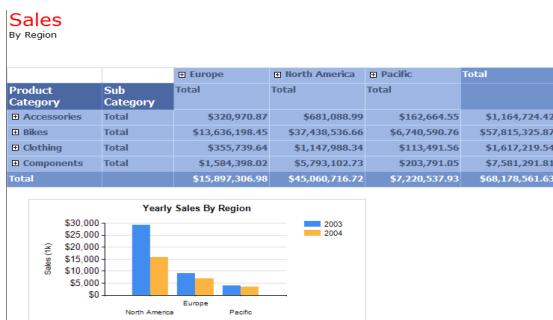 Sales
By Region
Europe North America Pacific Total
Product Category Sub Category Total Total Total
Accessories Total $320,970.87 $681,088.99 $162,664.55 $1,164,724.42
Bikes Total $13,636,198.45 $37,438,536.66 $6,740,590.76 $57,815,325.87
Clothing Total $355,739.64 $1,147,988.34 $113,491.56 $1,617,219.54
Components Total $1,584,398.02 $5,793,102.73 $203,791.05 $7,581,291.81
Total $15,897,306.98 $45,060,716.72 $7,220,537.93 $68,178,561.63
Yearly Sales By Region
$30,000
$25,000
$20,000
$15,000
$10,000
$5,000
$0
Sales (1k)
North America
Europe
Pacific
2003
2004